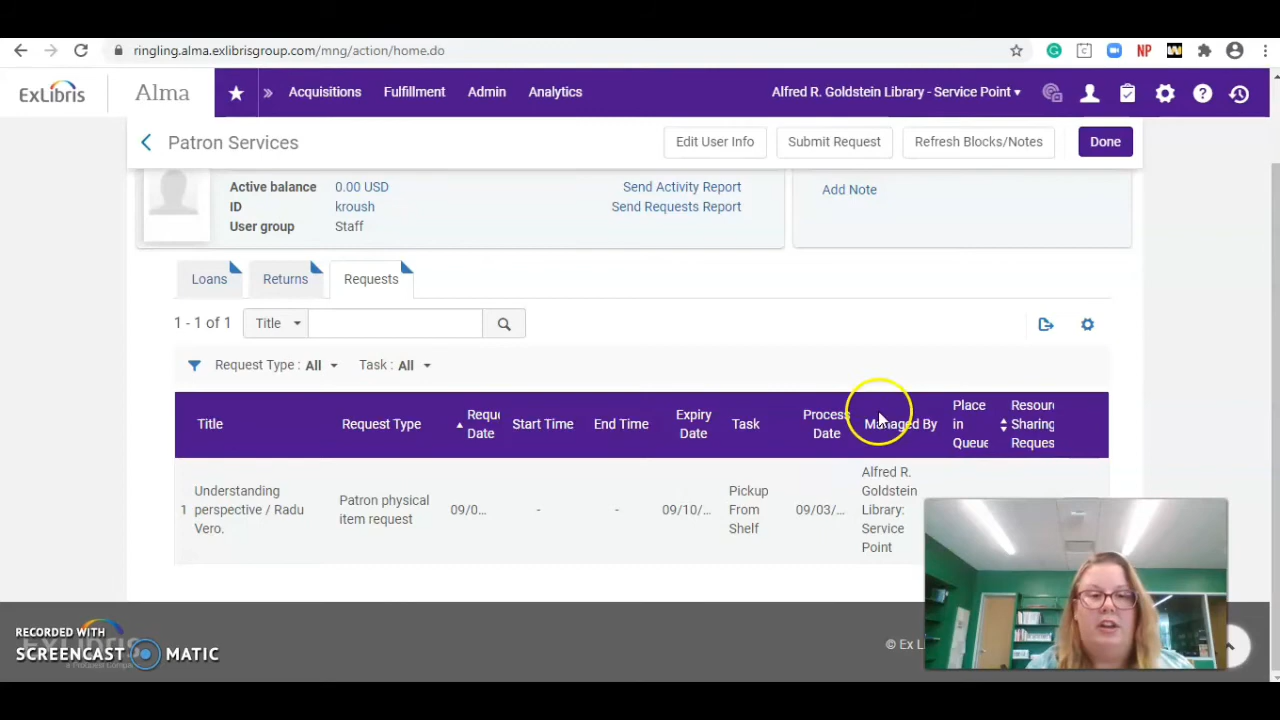 ringling.alma.exlibrisgroup.com/mng/action/home.do
NP
ExLibris
Alma
Acquisitions
Fulfillment
Admin
Analytics
Alfred R. Goldstein Library - Service Point
Patron Services
Edit User Info
Submit Request
Refresh Blocks/Notes
Done
Active balance 0.00 USD
Send Activity Report
Add Note
ID kroush
Send Requests Report
User group Staff
Loans
Returns
Requests
1 - 1 of 1
Title
Request Type : All
Task : All
Title
Request Type
Reque
Date
Start Time
End Time
Expiry
Date
Task
Process
Date
Managed By
Place
in
Queue
Resour
Sharing
Reques
1
Understanding
perspective / Radu
Vero.
Patron physical
item request
09/0...
-
-
09/10/...
Pickup
From
Shelf
09/03/...
Alfred R.
Goldstein
Library:
Service
Point
RECORDED WITH
SCREENCAST MATIC
© Ex L